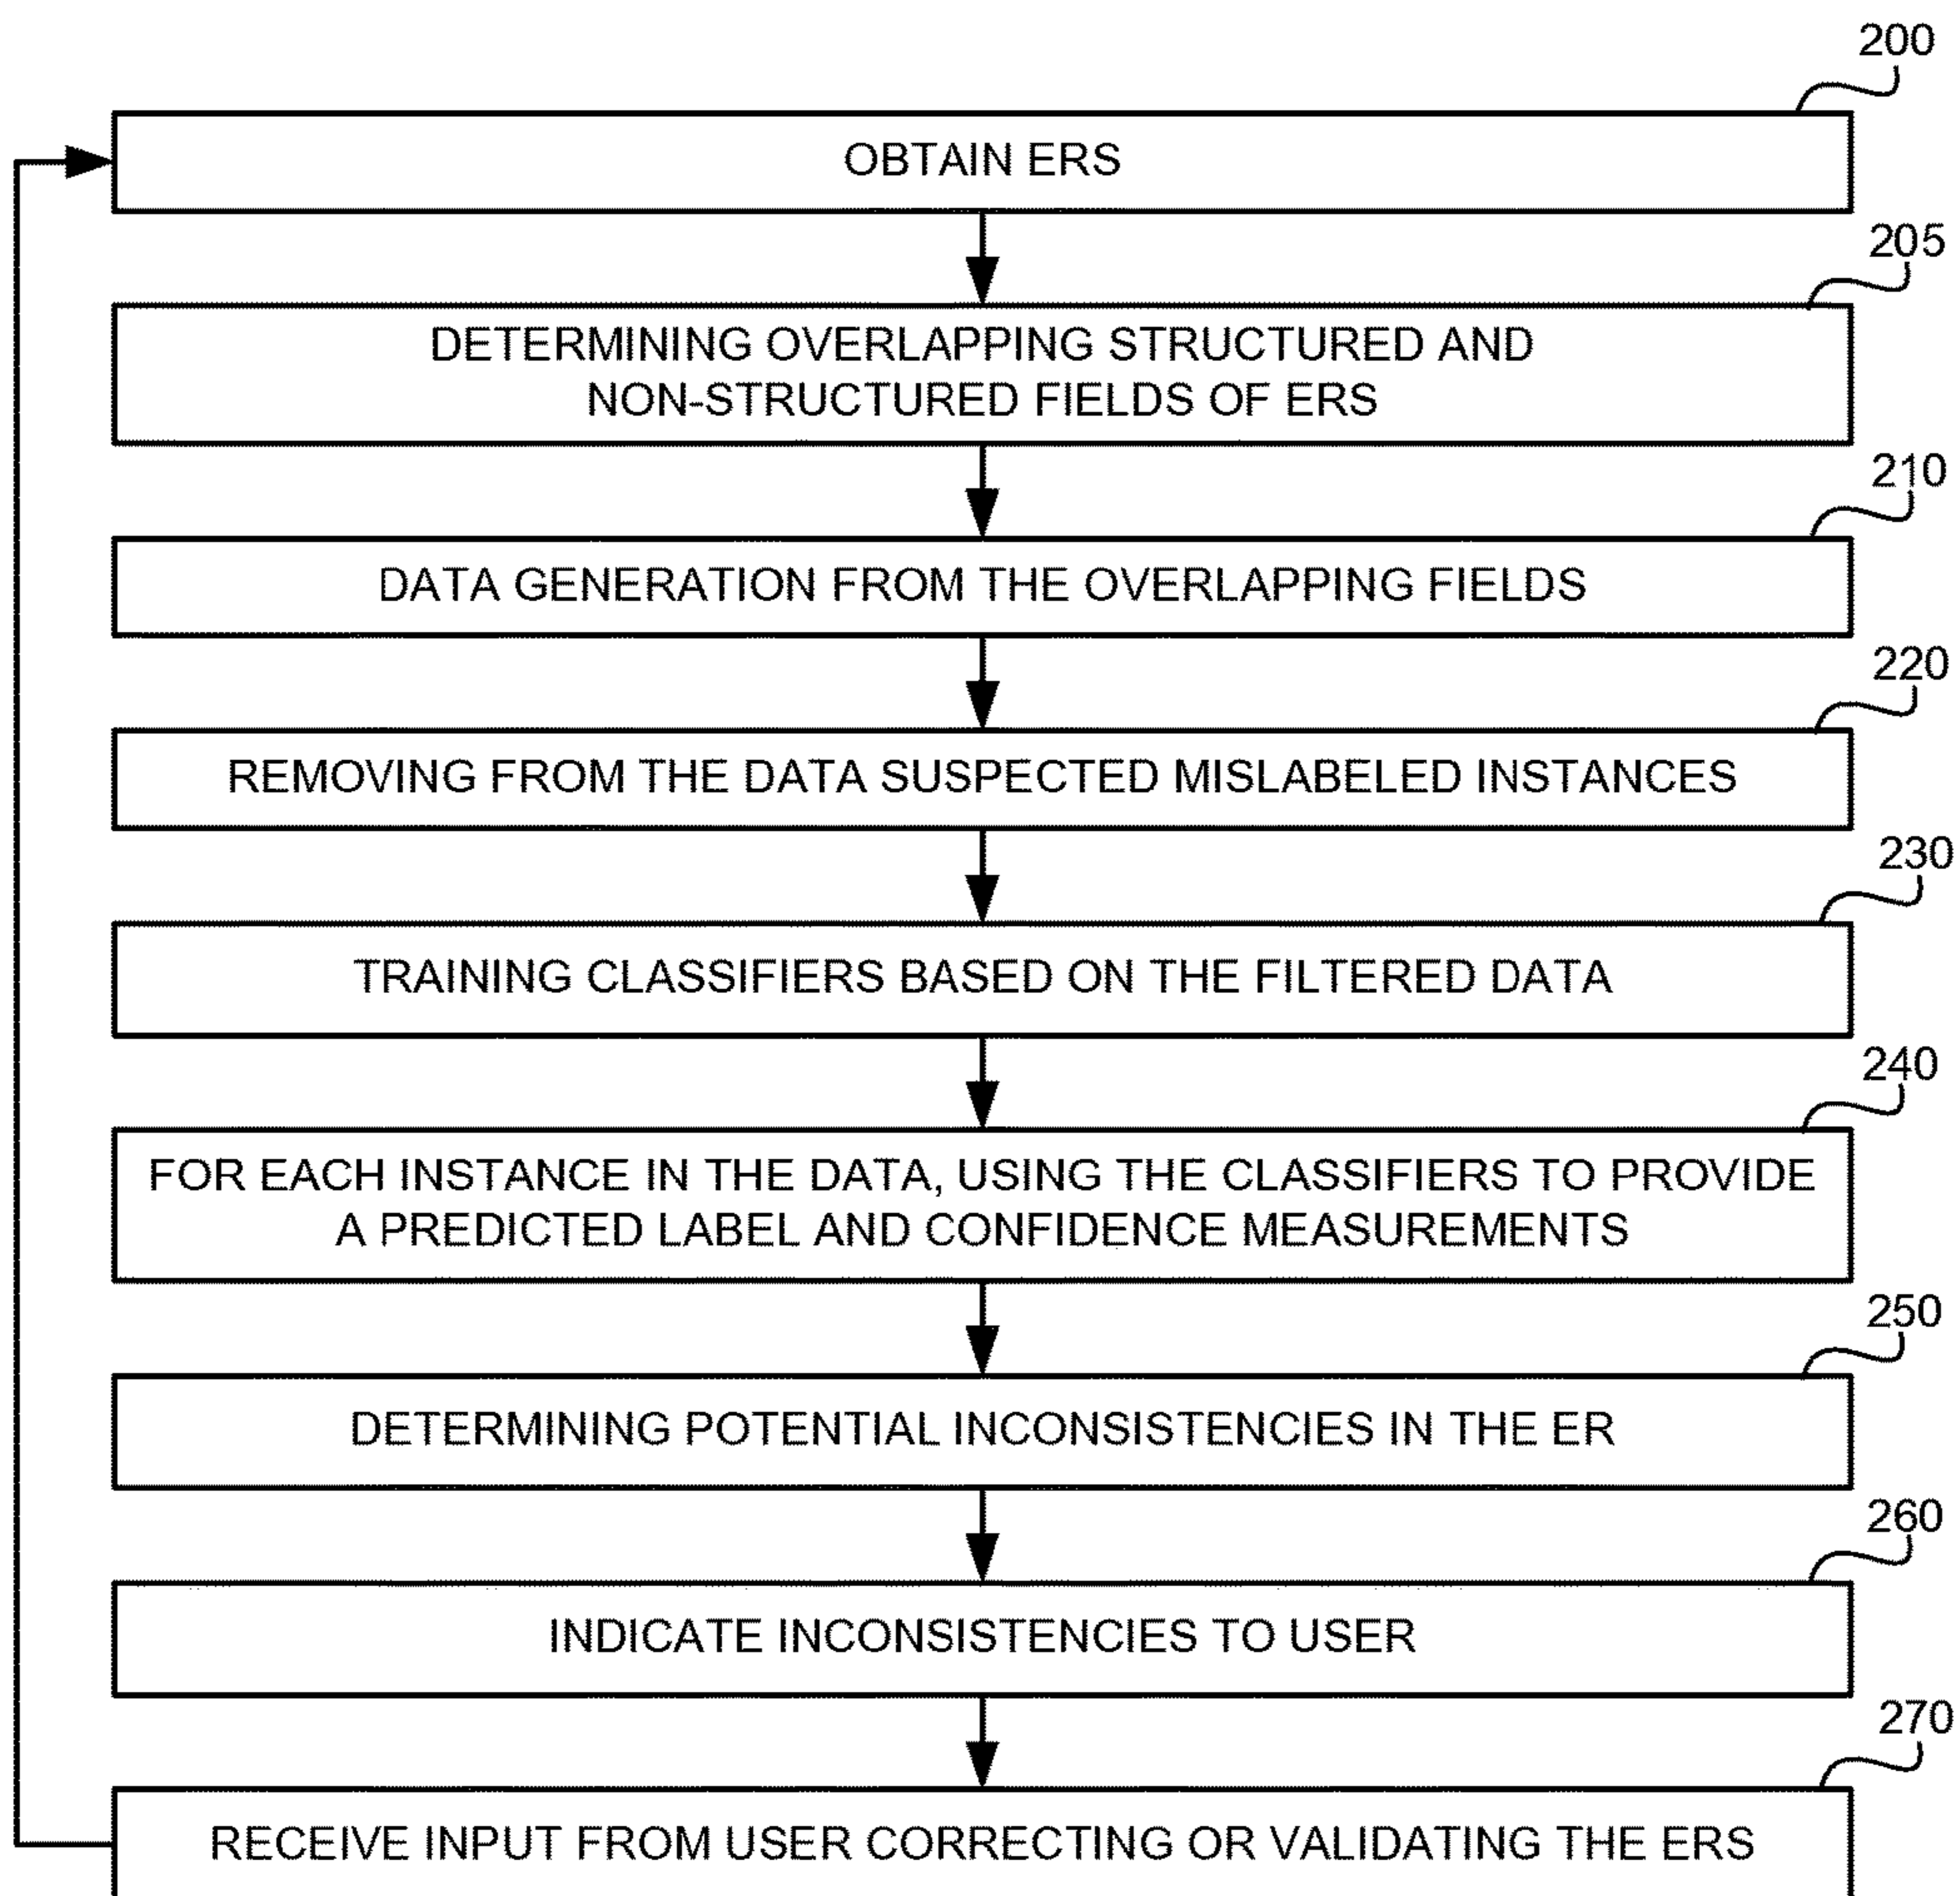 200
OBTAIN ERS
205
DETERMINING OVERLAPPING STRUCTURED AND
NON-STRUCTURED FIELDS OF ERS
210
DATA GENERATION FROM THE OVERLAPPING FIELDS
220
REMOVING FROM THE DATA SUSPECTED MISLABELED INSTANCES
230
TRAINING CLASSIFIERS BASED ON THE FILTERED DATA
240
FOR EACH INSTANCE IN THE DATA, USING THE CLASSIFIERS TO PROVIDE
A PREDICTED LABEL AND CONFIDENCE MEASUREMENTS
250
DETERMINING POTENTIAL INCONSISTENCIES IN THE ER
260
INDICATE INCONSISTENCIES TO USER
270
RECEIVE INPUT FROM USER CORRECTING OR VALIDATING THE ERS